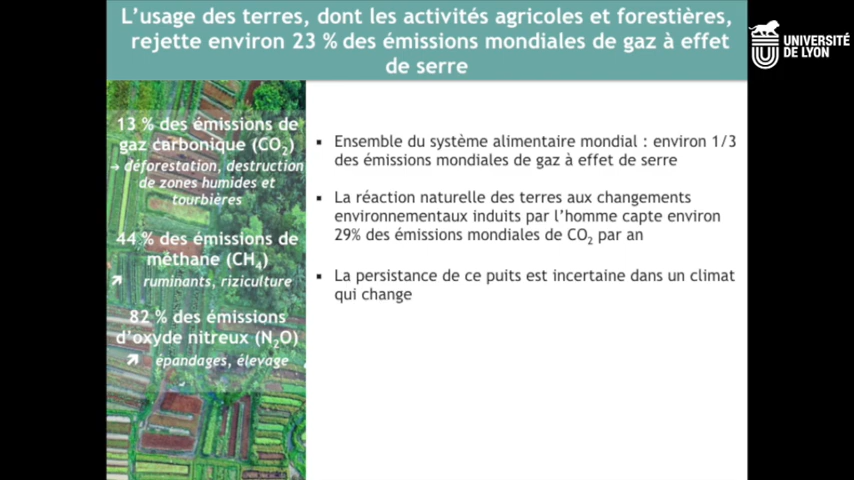 L’usage des terres, dont les activités agricoles et forestières,
rejette environ 23 % des émissions mondiales de gaz à effet
de serre
UNIVERSITÉ
DE LYON
13 % des émissions de
gaz carbonique (CO₂)
→ déforestation, destruction
de zones humides et
tourbières
44 % des émissions de
méthane (CH₄)
↗ ruminants, riziculture
82 % des émissions
d’oxyde nitreux (N₂O)
↗ épandages, élevage
▪ Ensemble du système alimentaire mondial : environ 1/3
des émissions mondiales de gaz à effet de serre
▪ La réaction naturelle des terres aux changements
environnementaux induits par l’homme capte environ
29% des émissions mondiales de CO₂ par an
▪ La persistance de ce puits est incertaine dans un climat
qui change